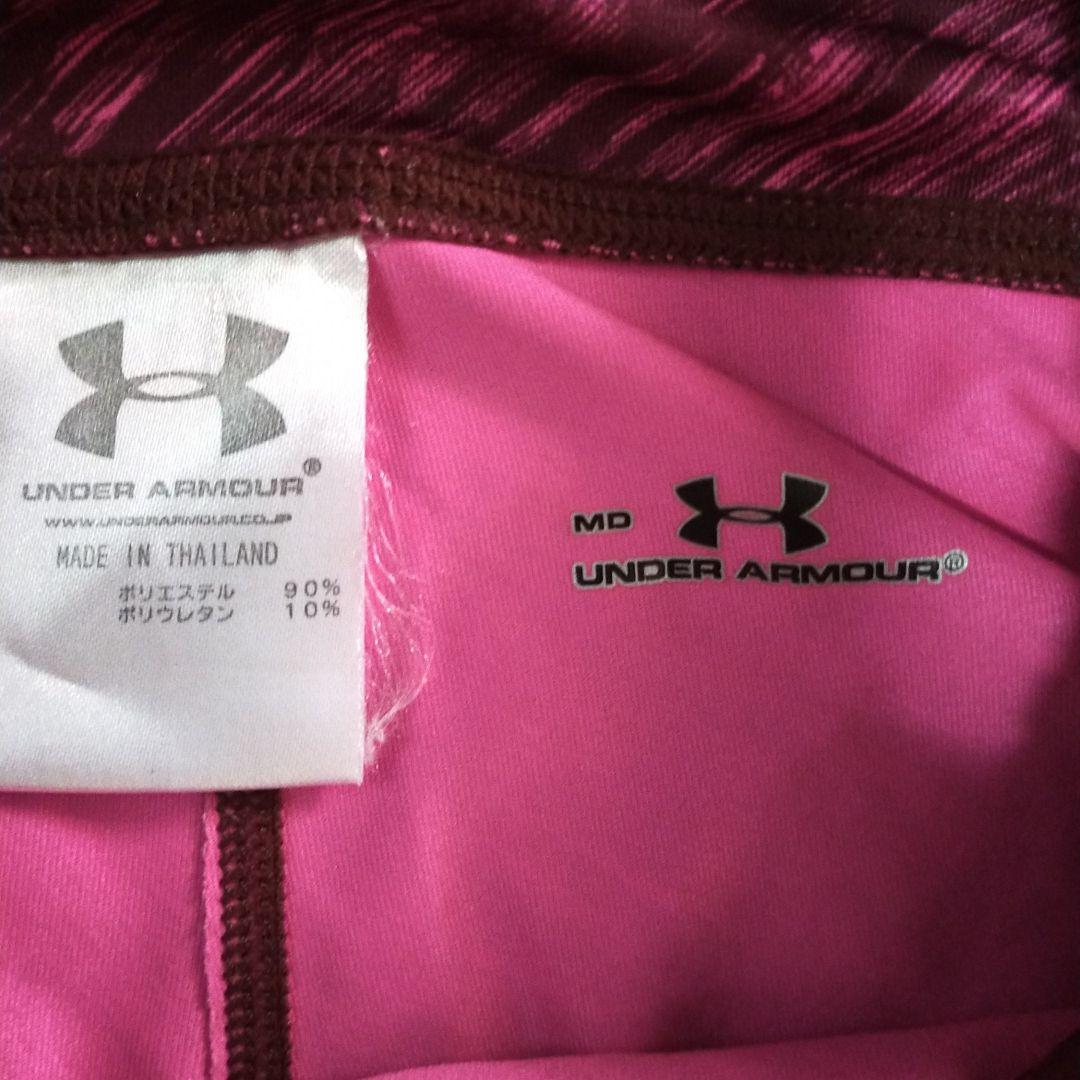 UNDER ARMOUR®
WWW.UNDERARMOUR.CO.JP
MADE IN THAILAND
ポリエステル 90%
ポリウレタン 10%
MD
UNDER ARMOUR®